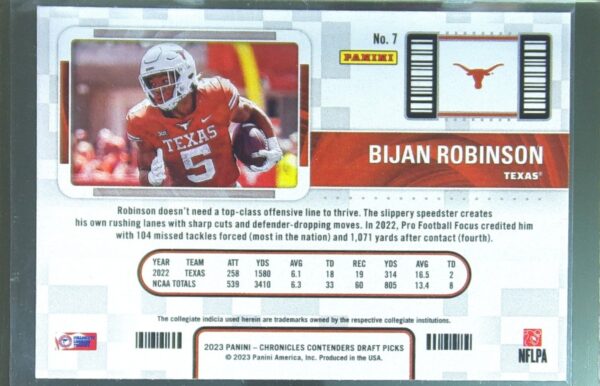 No. 7
PANINI
TEXAS
5
BIJAN ROBINSON
TEXAS®
Robinson doesn't need a top-class offensive line to thrive. The slippery speedster creates
his own rushing lanes with sharp cuts and defender-dropping moves. In 2022, Pro Football Focus credited him
with 104 missed tackles forced (most in the nation) and 1,071 yards after contact (fourth).
YEAR TEAM ATT YDS AVG TD REC YDS AVG TD
2022 TEXAS 258 1580 6.1 18 19 314 16.5 2
NCAA TOTALS 539 3410 6.3 33 60 805 13.4 8
The collegiate indicia used herein are trademarks owned by the respective collegiate institutions.
2023 PANINI – CHRONICLES CONTENDERS DRAFT PICKS
© 2023 Panini America, Inc. Produced in the USA.
NFLPA